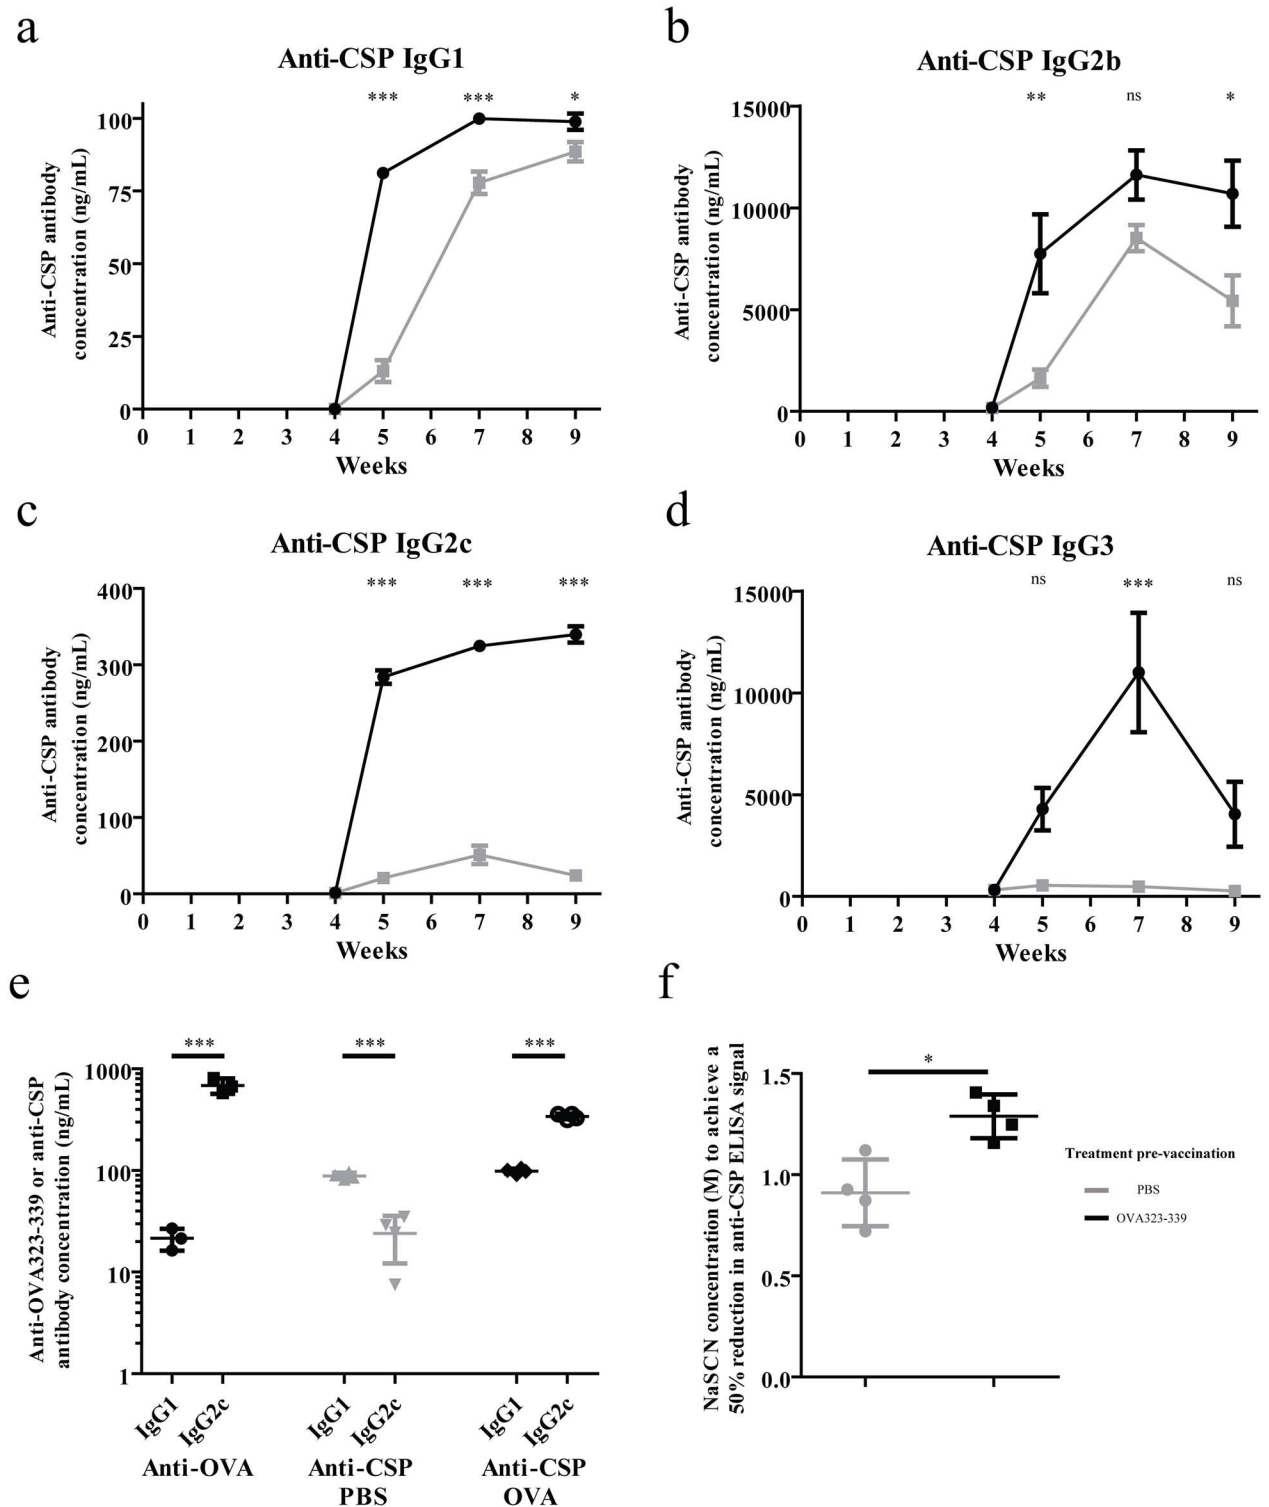 a
Anti-CSP IgG1
*** *** *
Anti-CSP antibody
concentration (ng/mL)
100
75
50
25
0
0 1 2 3 4 5 6 7 8 9
Weeks
b
Anti-CSP IgG2b
** ns *
Anti-CSP antibody
concentration (ng/mL)
15000
10000
5000
0
0 1 2 3 4 5 6 7 8 9
Weeks
c
Anti-CSP IgG2c
*** *** ***
Anti-CSP antibody
concentration (ng/mL)
400
300
200
100
0
0 1 2 3 4 5 6 7 8 9
Weeks
d
Anti-CSP IgG3
ns *** ns
Anti-CSP antibody
concentration (ng/mL)
15000
10000
5000
0
0 1 2 3 4 5 6 7 8 9
Weeks
e
*** *** ***
Anti-OVA323-339 or anti-CSP
antibody concentration (ng/mL)
1000
100
10
1
IgG1 IgG2c IgG1 IgG2c IgG1 IgG2c
Anti-OVA Anti-CSP Anti-CSP
PBS OVA
f
*
NaSCN concentration (M) to achieve a
50% reduction in anti-CSP ELISA signal
1.5
1.0
0.5
0.0
Treatment pre-vaccination
PBS
OVA323-339